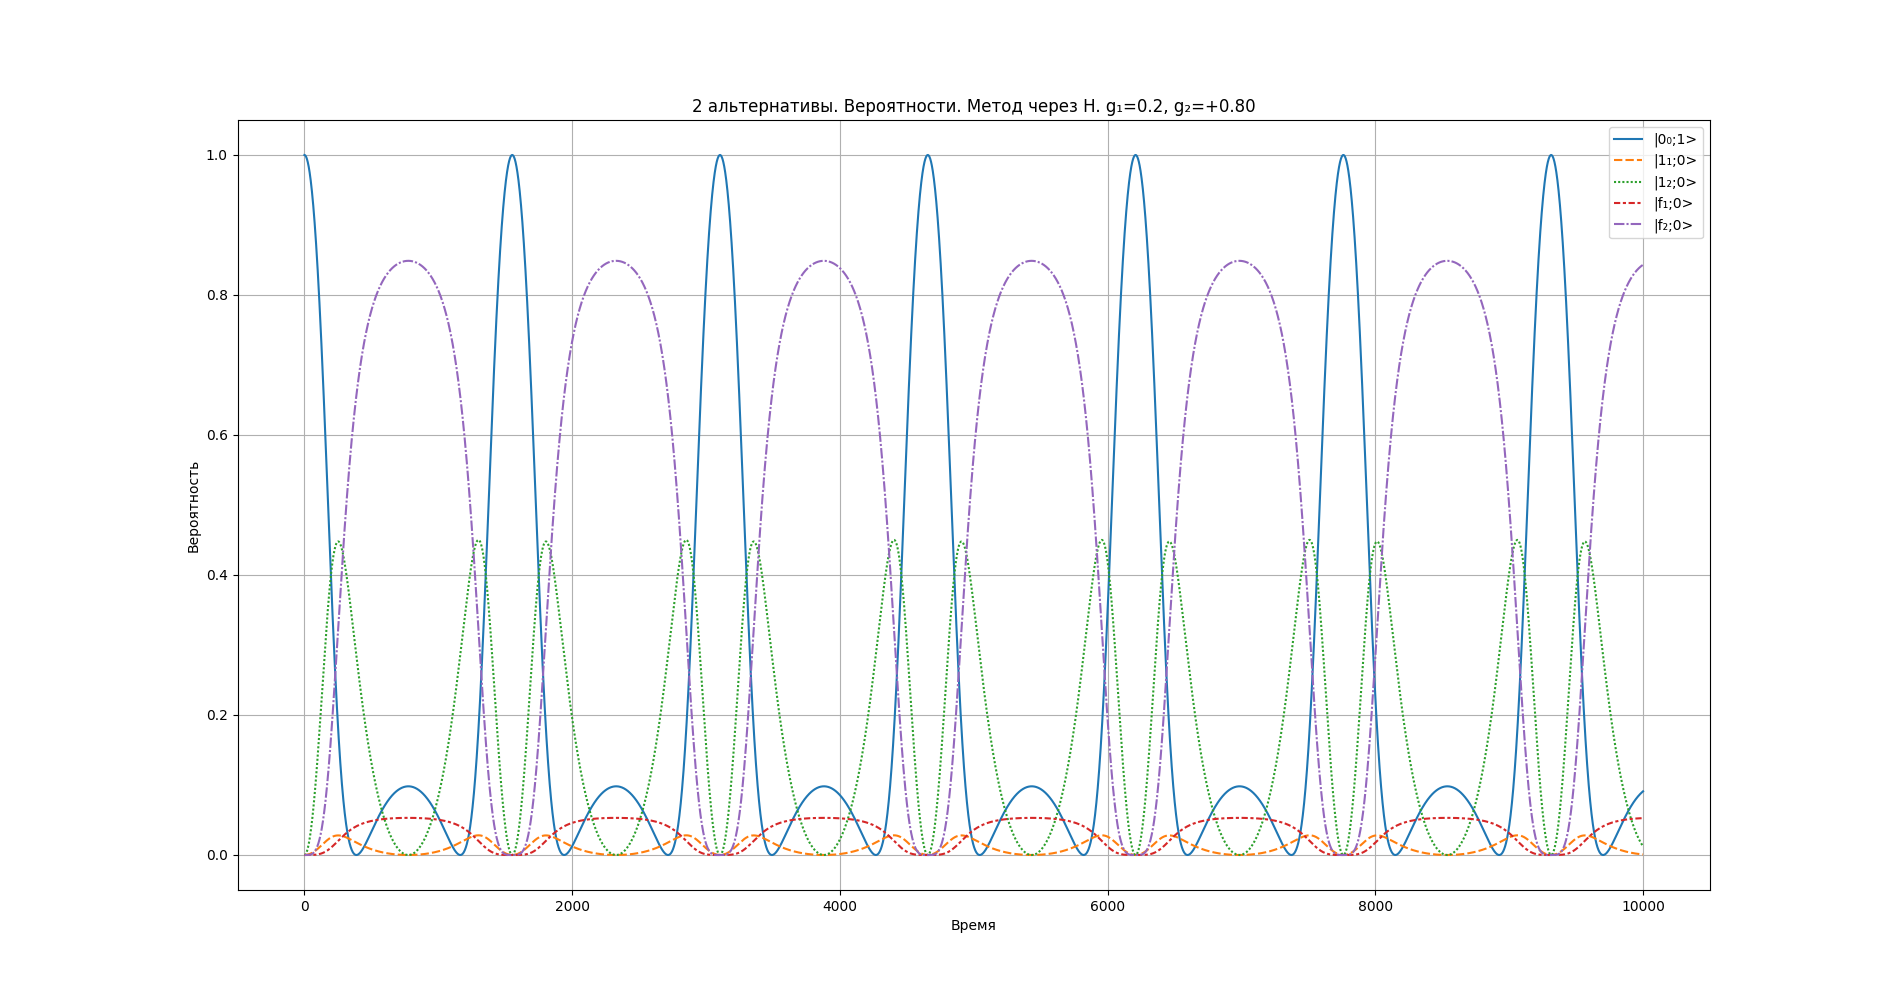 2 альтернативы. Вероятности. Метод через H. g₁=0.2, g₂=+0.80
|0₀;1>
|1₁;0>
|1₂;0>
|f₁;0>
|f₂;0>
1.0
0.8
0.6
0.4
0.2
0.0
Вероятность
0 2000 4000 6000 8000 10000
Время